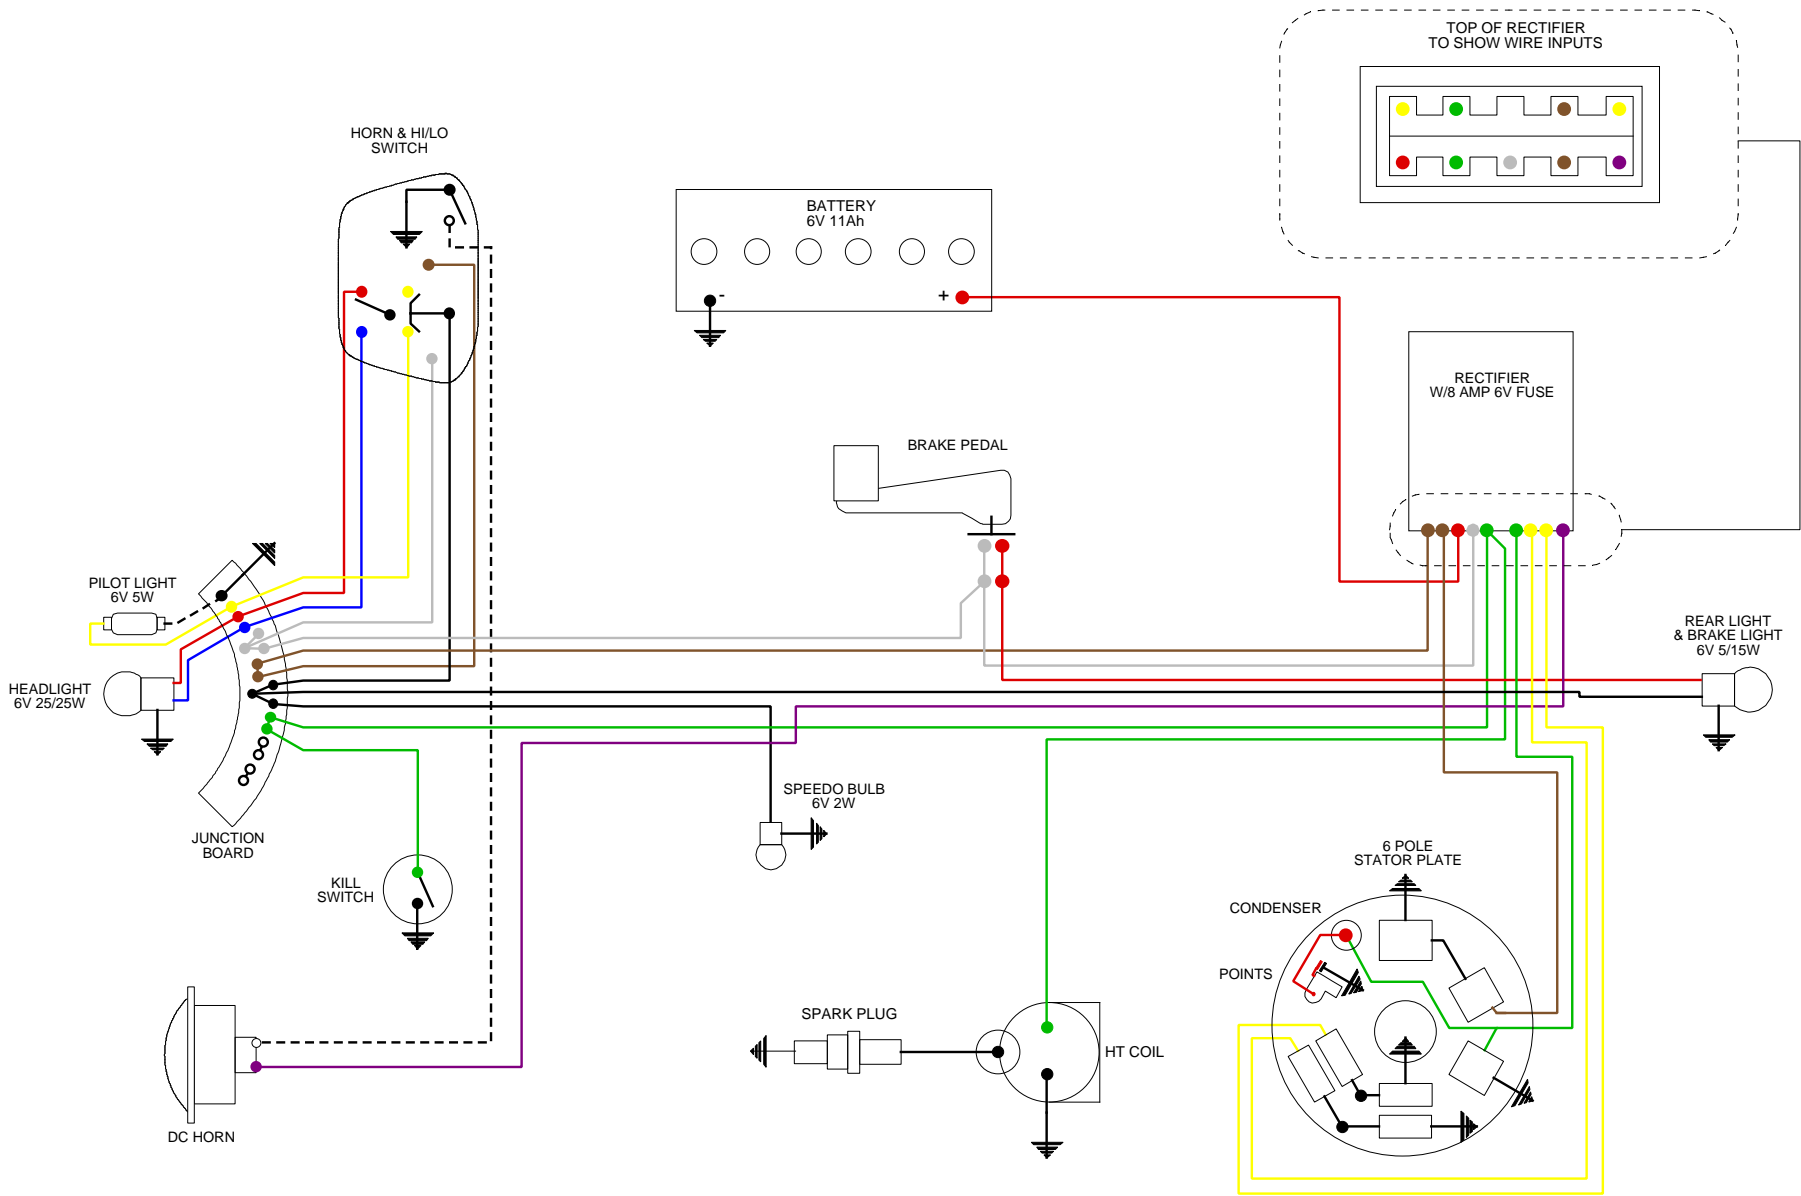 TOP OF RECTIFIER
TO SHOW WIRE INPUTS
HORN & HI/LO
SWITCH
BATTERY
6V 11Ah
-
+
RECTIFIER
W/8 AMP 6V FUSE
BRAKE PEDAL
PILOT LIGHT
6V 5W
REAR LIGHT
& BRAKE LIGHT
6V 5/15W
HEADLIGHT
6V 25/25W
SPEEDO BULB
6V 2W
JUNCTION
BOARD
6 POLE
STATOR PLATE
KILL
SWITCH
CONDENSER
POINTS
SPARK PLUG
HT COIL
DC HORN